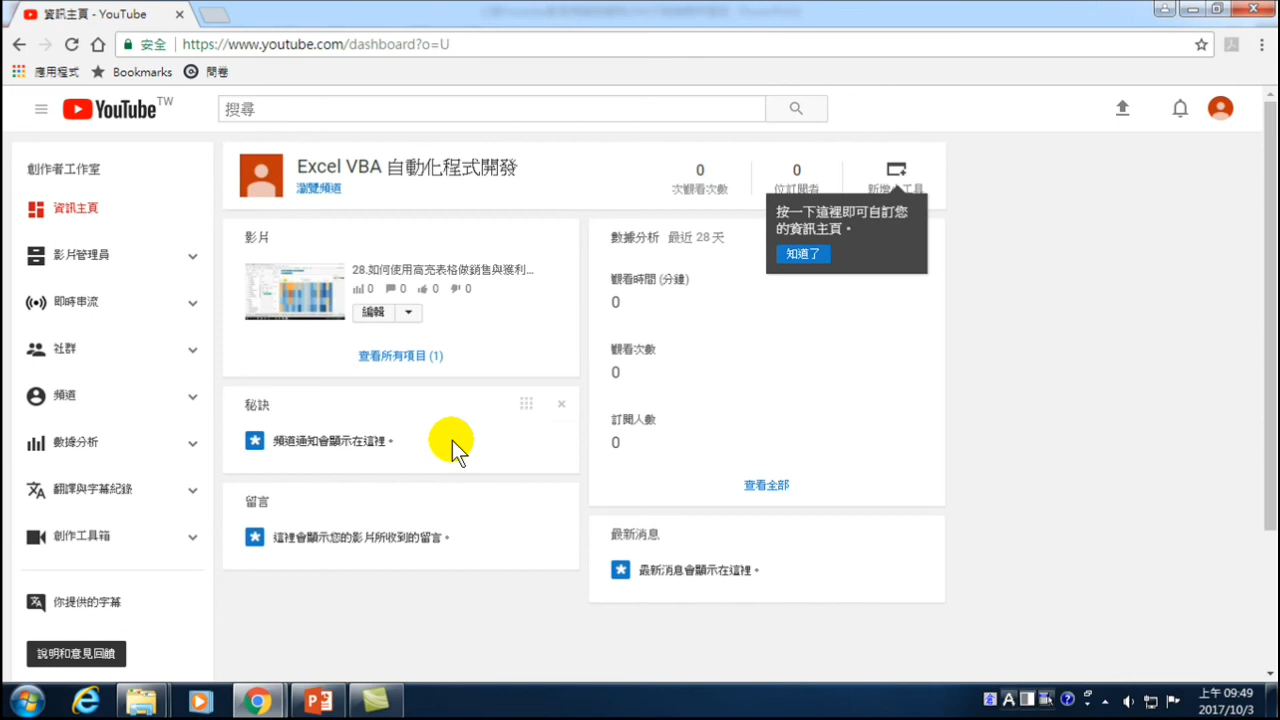 資訊主頁 - YouTube
安全 https://www.youtube.com/dashboard?o=U
應用程式 Bookmarks 問卷
YouTube TW
搜尋
創作者工作室
資訊主頁
影片管理員
即時串流
社群
頻道
數據分析
翻譯與字幕紀錄
創作工具箱
你提供的字幕
說明和意見回饋
Excel VBA 自動化程式開發
瀏覽頻道
0
次觀看次數
0
位訂閱者
按一下這裡即可自訂您
的資訊主頁。
知道了
影片
28.如何使用高亮表格做銷售與獲利...
0 0 0 0
編輯
查看所有項目 (1)
秘訣
頻道通知會顯示在這裡。
留言
這裡會顯示您的影片所收到的留言。
數據分析 最近 28 天
觀看時間 (分鐘)
0
觀看次數
0
訂閱人數
0
查看全部
最新消息
最新消息會顯示在這裡。
上午 09:49
2017/10/3